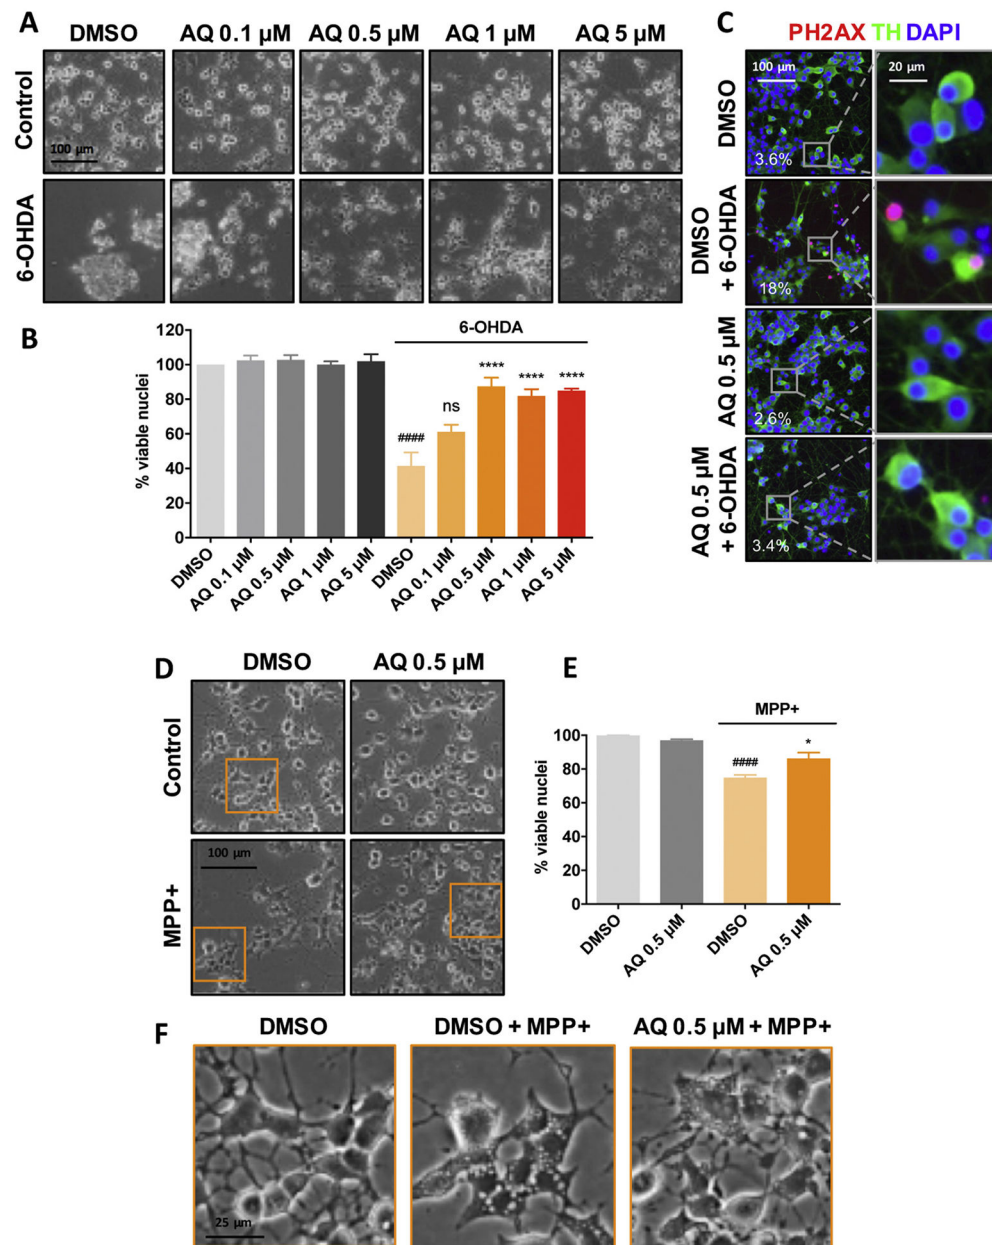 A
DMSO AQ 0.1 µM AQ 0.5 µM AQ 1 µM AQ 5 µM
Control
100 µm
6-OHDA
B
% viable nuclei
120
100
80
60
40
20
0
6-OHDA
####
ns
****
****
****
DMSO
AQ 0.1 µM
AQ 0.5 µM
AQ 1 µM
AQ 5 µM
DMSO
AQ 0.1 µM
AQ 0.5 µM
AQ 1 µM
AQ 5 µM
C
PH2AX TH DAPI
DMSO
100 µm
20 µm
3.6%
DMSO
+ 6-OHDA
18%
AQ 0.5 µM
2.6%
AQ 0.5 µM
+ 6-OHDA
3.4%
D
DMSO AQ 0.5 µM
Control
MPP+
100 µm
E
% viable nuclei
100
80
60
40
20
0
MPP+
####
*
DMSO
AQ 0.5 µM
DMSO
AQ 0.5 µM
F
DMSO DMSO + MPP+ AQ 0.5 µM + MPP+
25 µm